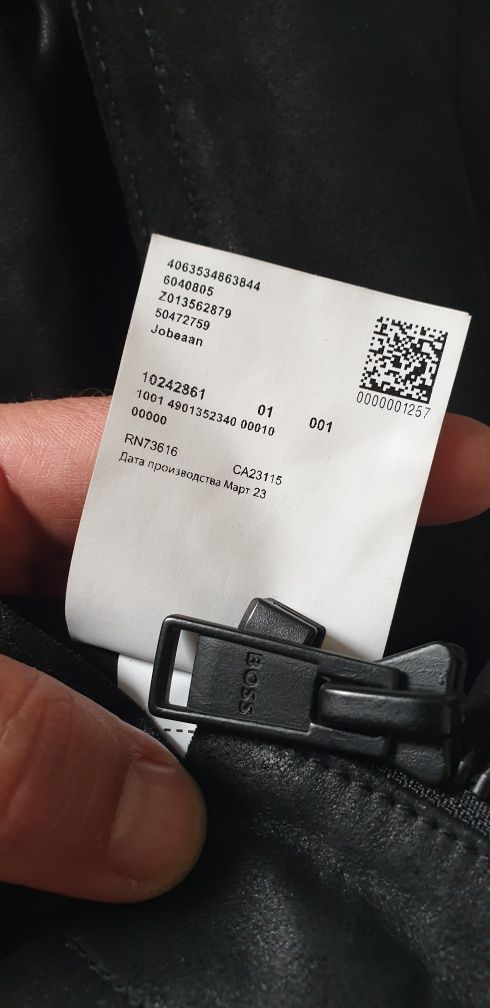 4063534863844
6040805
Z013562879
50472759
Jobeaan
0000001257
10242861 01 001
1001 4901352340 00010
00000
RN73616 CA23115
Дата производства Март 23
BOSS